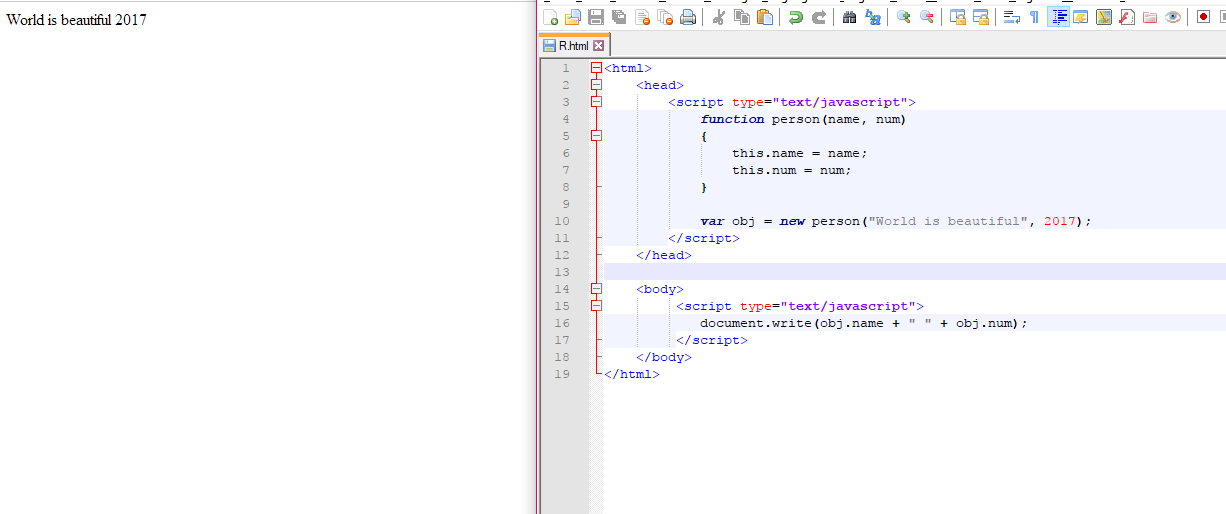 World is beautiful 2017
R.html
1 <html>
2 <head>
3 <script type="text/javascript">
4 function person(name, num)
5 {
6 this.name = name;
7 this.num = num;
8 }
9
10 var obj = new person("World is beautiful", 2017);
11 </script>
12 </head>
13
14 <body>
15 <script type="text/javascript">
16 document.write(obj.name + " " + obj.num);
17 </script>
18 </body>
19 </html>